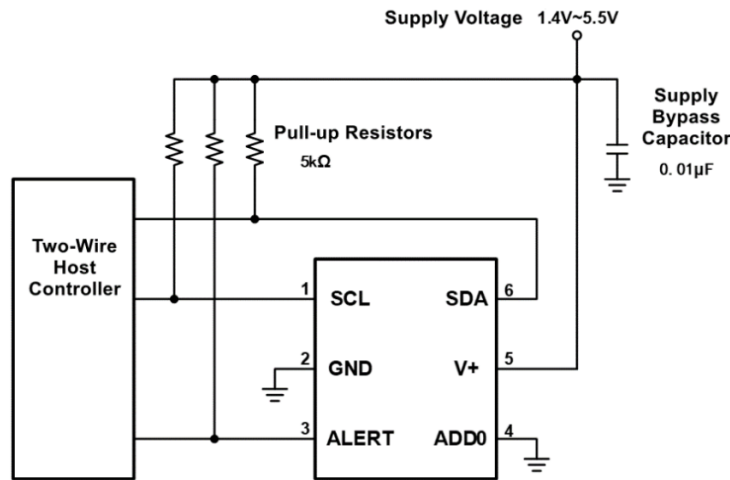 Supply Voltage 1.4V~5.5V
Supply
Bypass
Capacitor
0.01μF
Pull-up Resistors
5kΩ
Two-Wire
Host
Controller
1 SCL SDA 6
2 GND V+ 5
3 ALERT ADD0 4